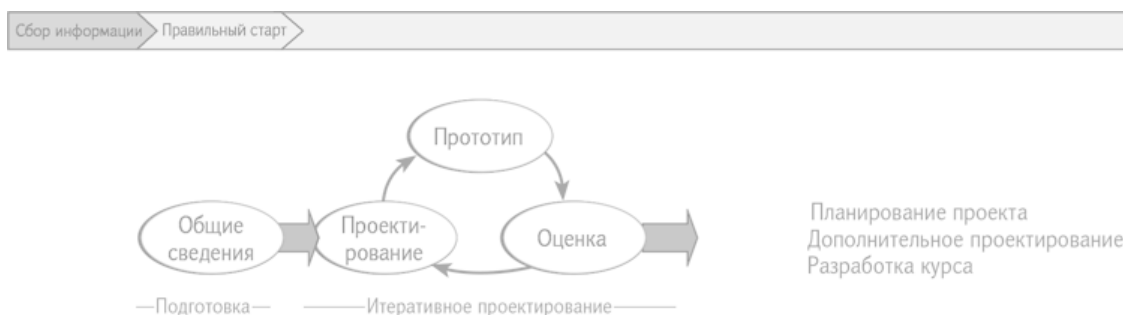 Сбор информации
Правильный старт
Прототип
Общие
сведения
Проекти-
рование
Оценка
Планирование проекта
Дополнительное проектирование
Разработка курса
Подготовка
Итеративное проектирование